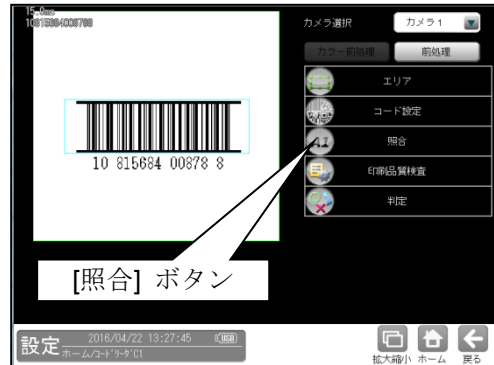 15.0ms
10815684008788
カメラ選択
カメラ1
カラー前処理
前処理
エリア
コード設定
照合
印刷品質検査
判定
10 815684 00878 8
[照合] ボタン
設定
2016/04/22 13:27:45
USB
ホーム/コードリーダC1
拡大縮小
ホーム
戻る